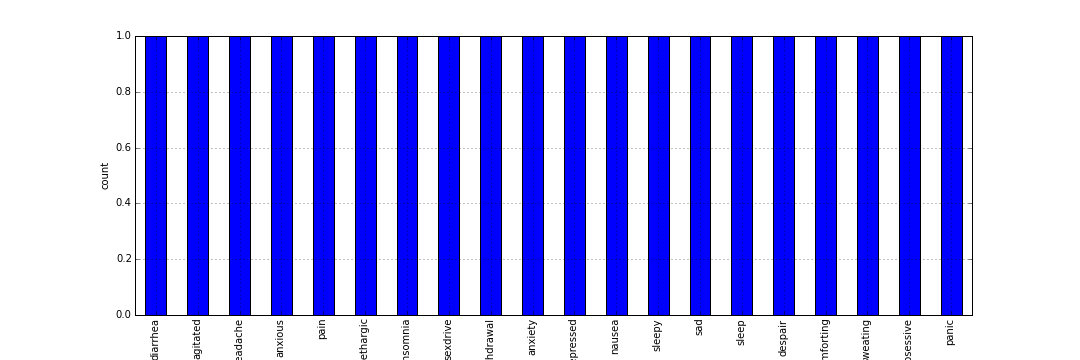 1.0
0.8
0.6
0.4
0.2
0.0
count
diarrhea
agitated
eadache
anxious
pain
ethargic
nsomnia
sexdrive
hdrawal
anxiety
pressed
nausea
sleepy
sad
sleep
despair
mforting
weating
sessive
panic